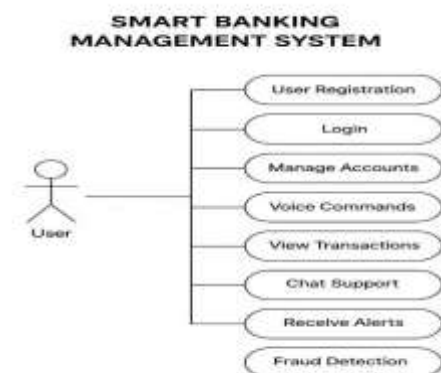 SMART BANKING
MANAGEMENT SYSTEM
User Registration
Login
Manage Accounts
Voice Commands
User
View Transactions
Chat Support
Receive Alerts
Fraud Detection